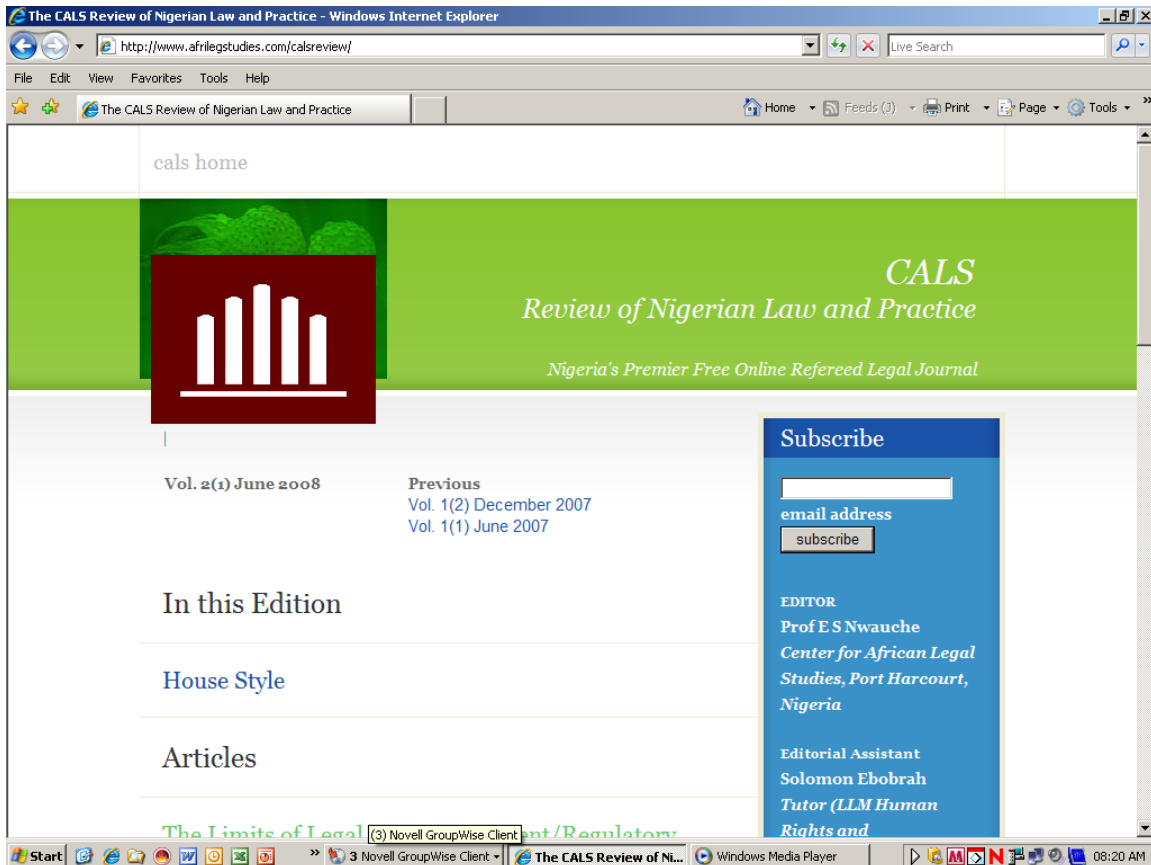 The CALS Review of Nigerian Law and Practice - Windows Internet Explorer
http://www.afrilegstudies.com/calsreview/
Live Search
File Edit View Favorites Tools Help
The CALS Review of Nigerian Law and Practice
Home Feeds (J) Print Page Tools »
cals home
CALS
Review of Nigerian Law and Practice
Nigeria's Premier Free Online Refereed Legal Journal
|
Vol. 2(1) June 2008
Previous
Vol. 1(2) December 2007
Vol. 1(1) June 2007
In this Edition
House Style
Articles
The Limits of Legal ent/Regulatory
(3) Novell GroupWise Client
Subscribe
email address
subscribe
EDITOR
Prof E S Nwauche
Center for African Legal
Studies, Port Harcourt,
Nigeria
Editorial Assistant
Solomon Ebobrah
Tutor (LLM Human
Rights and
Start » 3 Novell GroupWise Client The CALS Review of Ni... Windows Media Player 08:20 AM